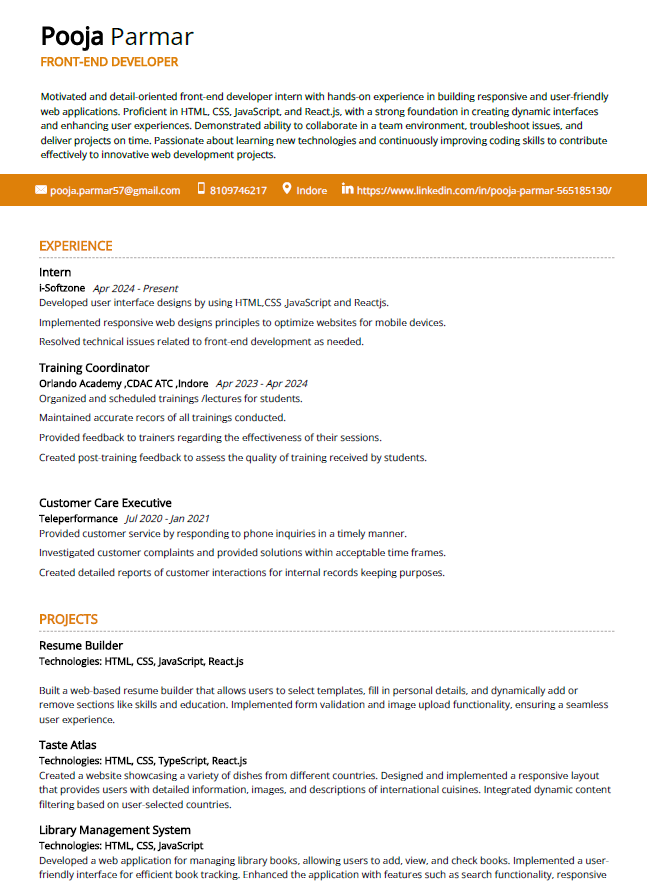 Pooja Parmar
FRONT-END DEVELOPER
Motivated and detail-oriented front-end developer intern with hands-on experience in building responsive and user-friendly
web applications. Proficient in HTML, CSS, JavaScript, and React.js, with a strong foundation in creating dynamic interfaces
and enhancing user experiences. Demonstrated ability to collaborate in a team environment, troubleshoot issues, and
deliver projects on time. Passionate about learning new technologies and continuously improving coding skills to contribute
effectively to innovative web development projects.
pooja.parmar57@gmail.com 8109746217 Indore https://www.linkedin.com/in/pooja-parmar-565185130/
EXPERIENCE
Intern
i-Softzone Apr 2024 - Present
Developed user interface designs by using HTML,CSS ,JavaScript and Reactjs.
Implemented responsive web designs principles to optimize websites for mobile devices.
Resolved technical issues related to front-end development as needed.
Training Coordinator
Orlando Academy ,CDAC ATC ,Indore Apr 2023 - Apr 2024
Organized and scheduled trainings /lectures for students.
Maintained accurate recors of all trainings conducted.
Provided feedback to trainers regarding the effectiveness of their sessions.
Created post-training feedback to assess the quality of training received by students.
Customer Care Executive
Teleperformance Jul 2020 - Jan 2021
Provided customer service by responding to phone inquiries in a timely manner.
Investigated customer complaints and provided solutions within acceptable time frames.
Created detailed reports of customer interactions for internal records keeping purposes.
PROJECTS
Resume Builder
Technologies: HTML, CSS, JavaScript, React.js
Built a web-based resume builder that allows users to select templates, fill in personal details, and dynamically add or
remove sections like skills and education. Implemented form validation and image upload functionality, ensuring a seamless
user experience.
Taste Atlas
Technologies: HTML, CSS, TypeScript, React.js
Created a website showcasing a variety of dishes from different countries. Designed and implemented a responsive layout
that provides users with detailed information, images, and descriptions of international cuisines. Integrated dynamic content
filtering based on user-selected countries.
Library Management System
Technologies: HTML, CSS, JavaScript
Developed a web application for managing library books, allowing users to add, view, and check books. Implemented a user-
friendly interface for efficient book tracking. Enhanced the application with features such as search functionality, responsive